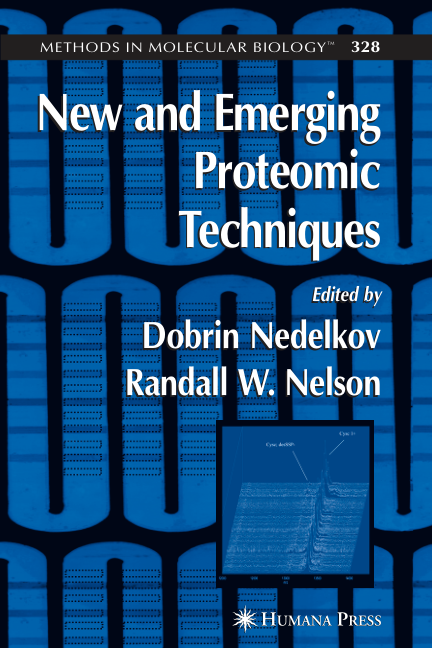 METHODS IN MOLECULAR BIOLOGY™ 328
New and Emerging
Proteomic
Techniques
Edited by
Dobrin Nedelkov
Randall W. Nelson
HUMANA PRESS